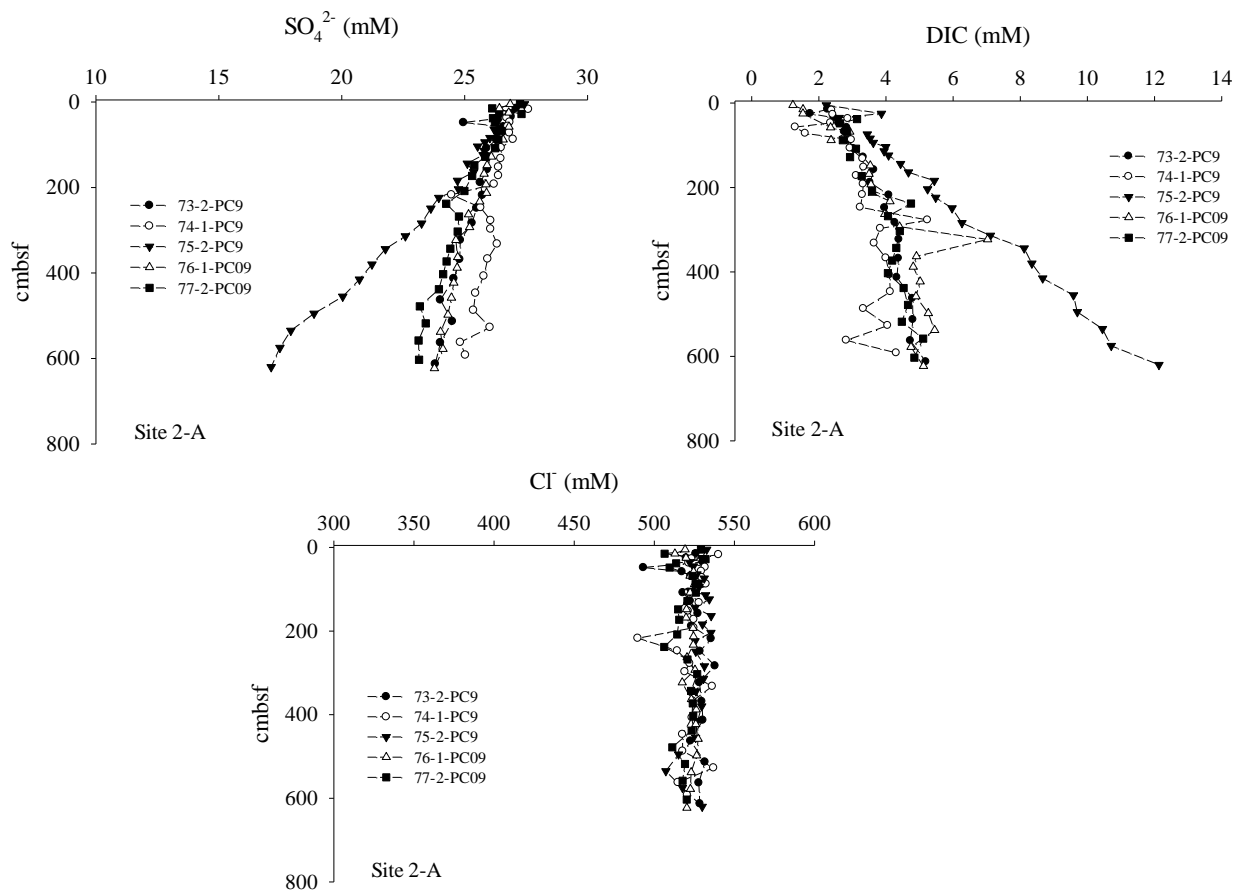 SO₄²⁻ (mM)
10 15 20 25 30
0
200
400
600
800
cmbsf
73-2-PC9
74-1-PC9
75-2-PC9
76-1-PC09
77-2-PC09
Site 2-A
DIC (mM)
0 2 4 6 8 10 12 14
0
200
400
600
800
cmbsf
73-2-PC9
74-1-PC9
75-2-PC9
76-1-PC09
77-2-PC09
Site 2-A
Cl⁻ (mM)
300 350 400 450 500 550 600
0
200
400
600
800
cmbsf
73-2-PC9
74-1-PC9
75-2-PC9
76-1-PC09
77-2-PC09
Site 2-A